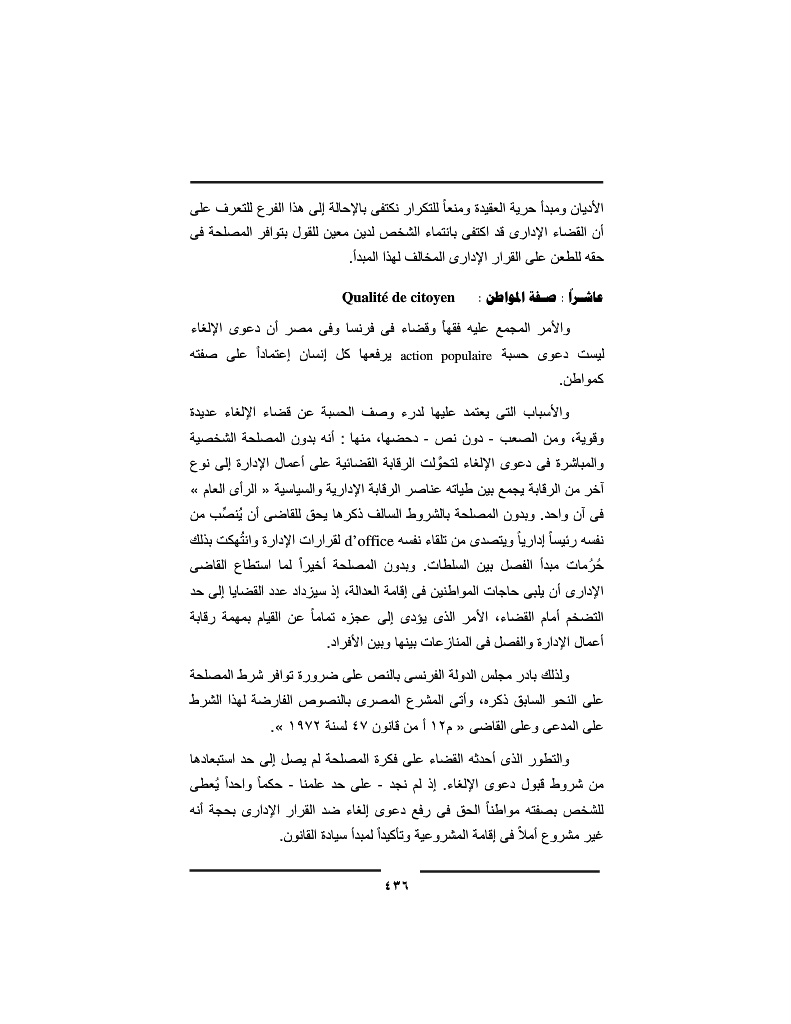 الأديان ومبدأ حرية العقيدة ومنعاً للتكرار نكتفى بالإحالة إلى هذا الفرع للتعرف على
أن القضاء الإدارى قد اكتفى بانتماء الشخص لدين معين للقول بتوافر المصلحة فى
حقه للطعن على القرار الإدارى المخالف لهذا المبدأ.
عاشـراً : صـفة المواطن : Qualité de citoyen
والأمر المجمع عليه فقهاً وقضاء فى فرنسا وفى مصر أن دعوى الإلغاء
ليست دعوى حسبة action populaire يرفعها كل إنسان إعتماداً على صفته
كمواطن.
والأسباب التى يعتمد عليها لدرء وصف الحسبة عن قضاء الإلغاء عديدة
وقوية، ومن الصعب - دون نص - دحضها، منها : أنه بدون المصلحة الشخصية
والمباشرة فى دعوى الإلغاء لتحوَّلت الرقابة القضائية على أعمال الإدارة إلى نوع
آخر من الرقابة يجمع بين طياته عناصر الرقابة الإدارية والسياسية « الرأى العام »
فى آن واحد. وبدون المصلحة بالشروط السالف ذكرها يحق للقاضى أن يُنصِّب من
نفسه رئيساً إدارياً ويتصدى من تلقاء نفسه d’office لقرارات الإدارة وانتُهكت بذلك
حُرُمات مبدأ الفصل بين السلطات. وبدون المصلحة أخيراً لما استطاع القاضى
الإدارى أن يلبى حاجات المواطنين فى إقامة العدالة، إذ سيزداد عدد القضايا إلى حد
التضخم أمام القضاء، الأمر الذى يؤدى إلى عجزه تماماً عن القيام بمهمة رقابة
أعمال الإدارة والفصل فى المنازعات بينها وبين الأفراد.
ولذلك بادر مجلس الدولة الفرنسى بالنص على ضرورة توافر شرط المصلحة
على النحو السابق ذكره، وأتى المشرع المصرى بالنصوص الفارضة لهذا الشرط
على المدعى وعلى القاضى « م١٢ أ من قانون ٤٧ لسنة ١٩٧٢ ».
والتطور الذى أحدثه القضاء على فكرة المصلحة لم يصل إلى حد استبعادها
من شروط قبول دعوى الإلغاء. إذ لم نجد - على حد علمنا - حكماً واحداً يُعطى
للشخص بصفته مواطناً الحق فى رفع دعوى إلغاء ضد القرار الإدارى بحجة أنه
غير مشروع أملاً فى إقامة المشروعية وتأكيداً لمبدأ سيادة القانون.
٤٣٦